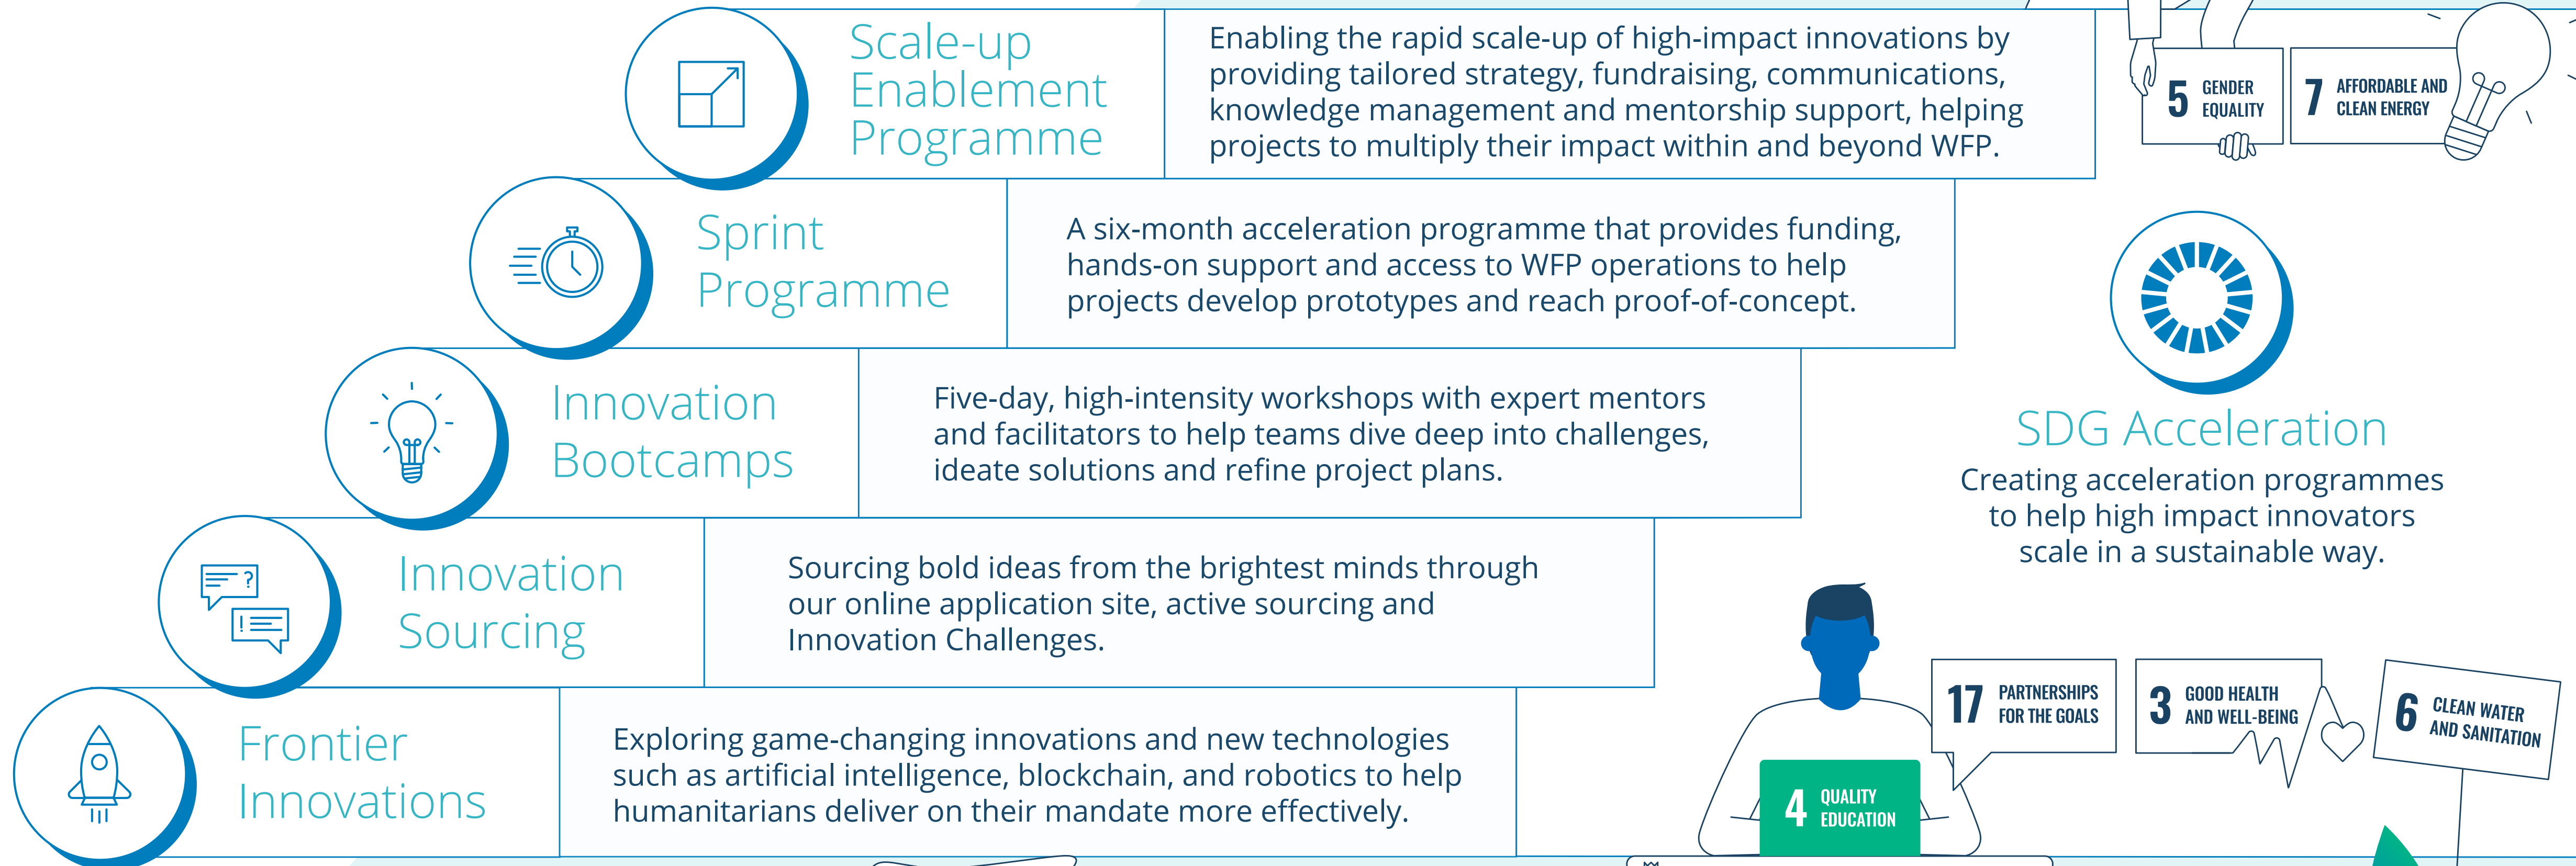 Scale-up
Enablement
Programme
Enabling the rapid scale-up of high-impact innovations by
providing tailored strategy, fundraising, communications,
knowledge management and mentorship support, helping
projects to multiply their impact within and beyond WFP.
5 GENDER
EQUALITY
7 AFFORDABLE AND
CLEAN ENERGY
Sprint
Programme
A six-month acceleration programme that provides funding,
hands-on support and access to WFP operations to help
projects develop prototypes and reach proof-of-concept.
Innovation
Bootcamps
Five-day, high-intensity workshops with expert mentors
and facilitators to help teams dive deep into challenges,
ideate solutions and refine project plans.
SDG Acceleration
Creating acceleration programmes
to help high impact innovators
scale in a sustainable way.
?
!
Innovation
Sourcing
Sourcing bold ideas from the brightest minds through
our online application site, active sourcing and
Innovation Challenges.
Frontier
Innovations
Exploring game-changing innovations and new technologies
such as artificial intelligence, blockchain, and robotics to help
humanitarians deliver on their mandate more effectively.
17 PARTNERSHIPS
FOR THE GOALS
3 GOOD HEALTH
AND WELL-BEING
6 CLEAN WATER
AND SANITATION
4 QUALITY
EDUCATION